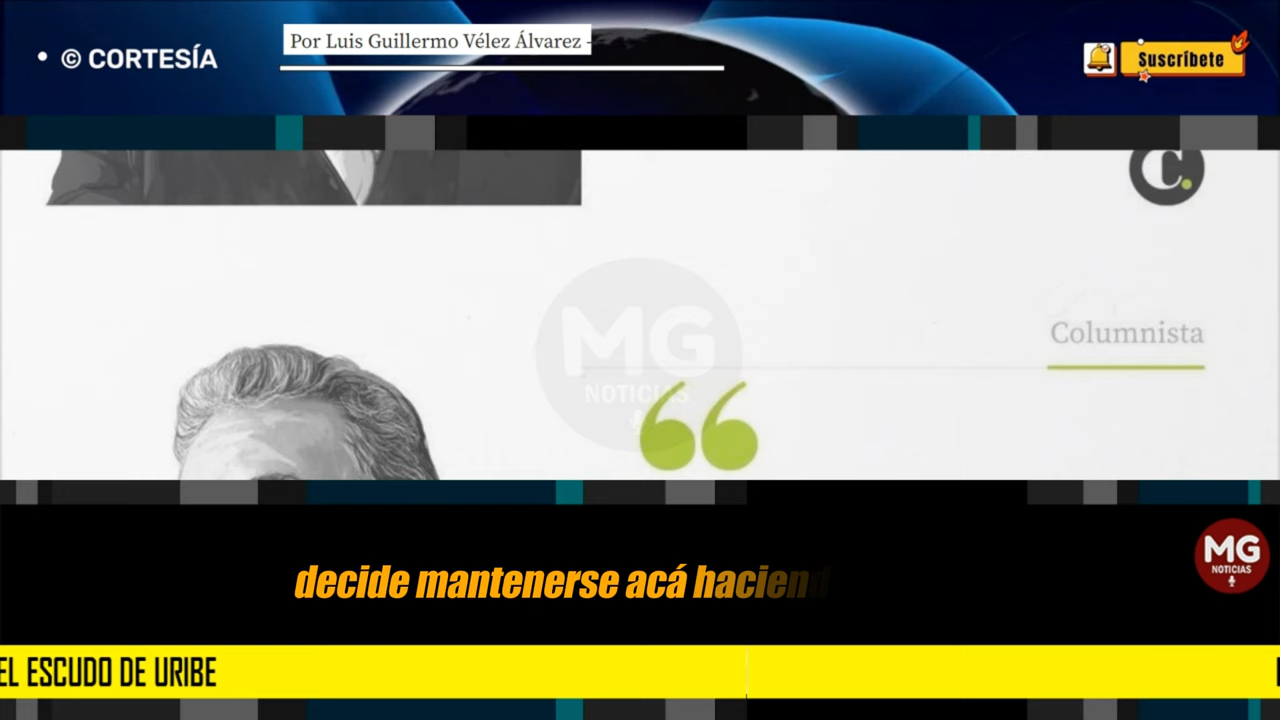 • © CORTESÍA
Por Luis Guillermo Vélez Álvarez -
Suscríbete
C.
Columnista
MG
NOTICIAS
“
decide mantenerse acá haciend
MG
NOTICIAS
EL ESCUDO DE URIBE